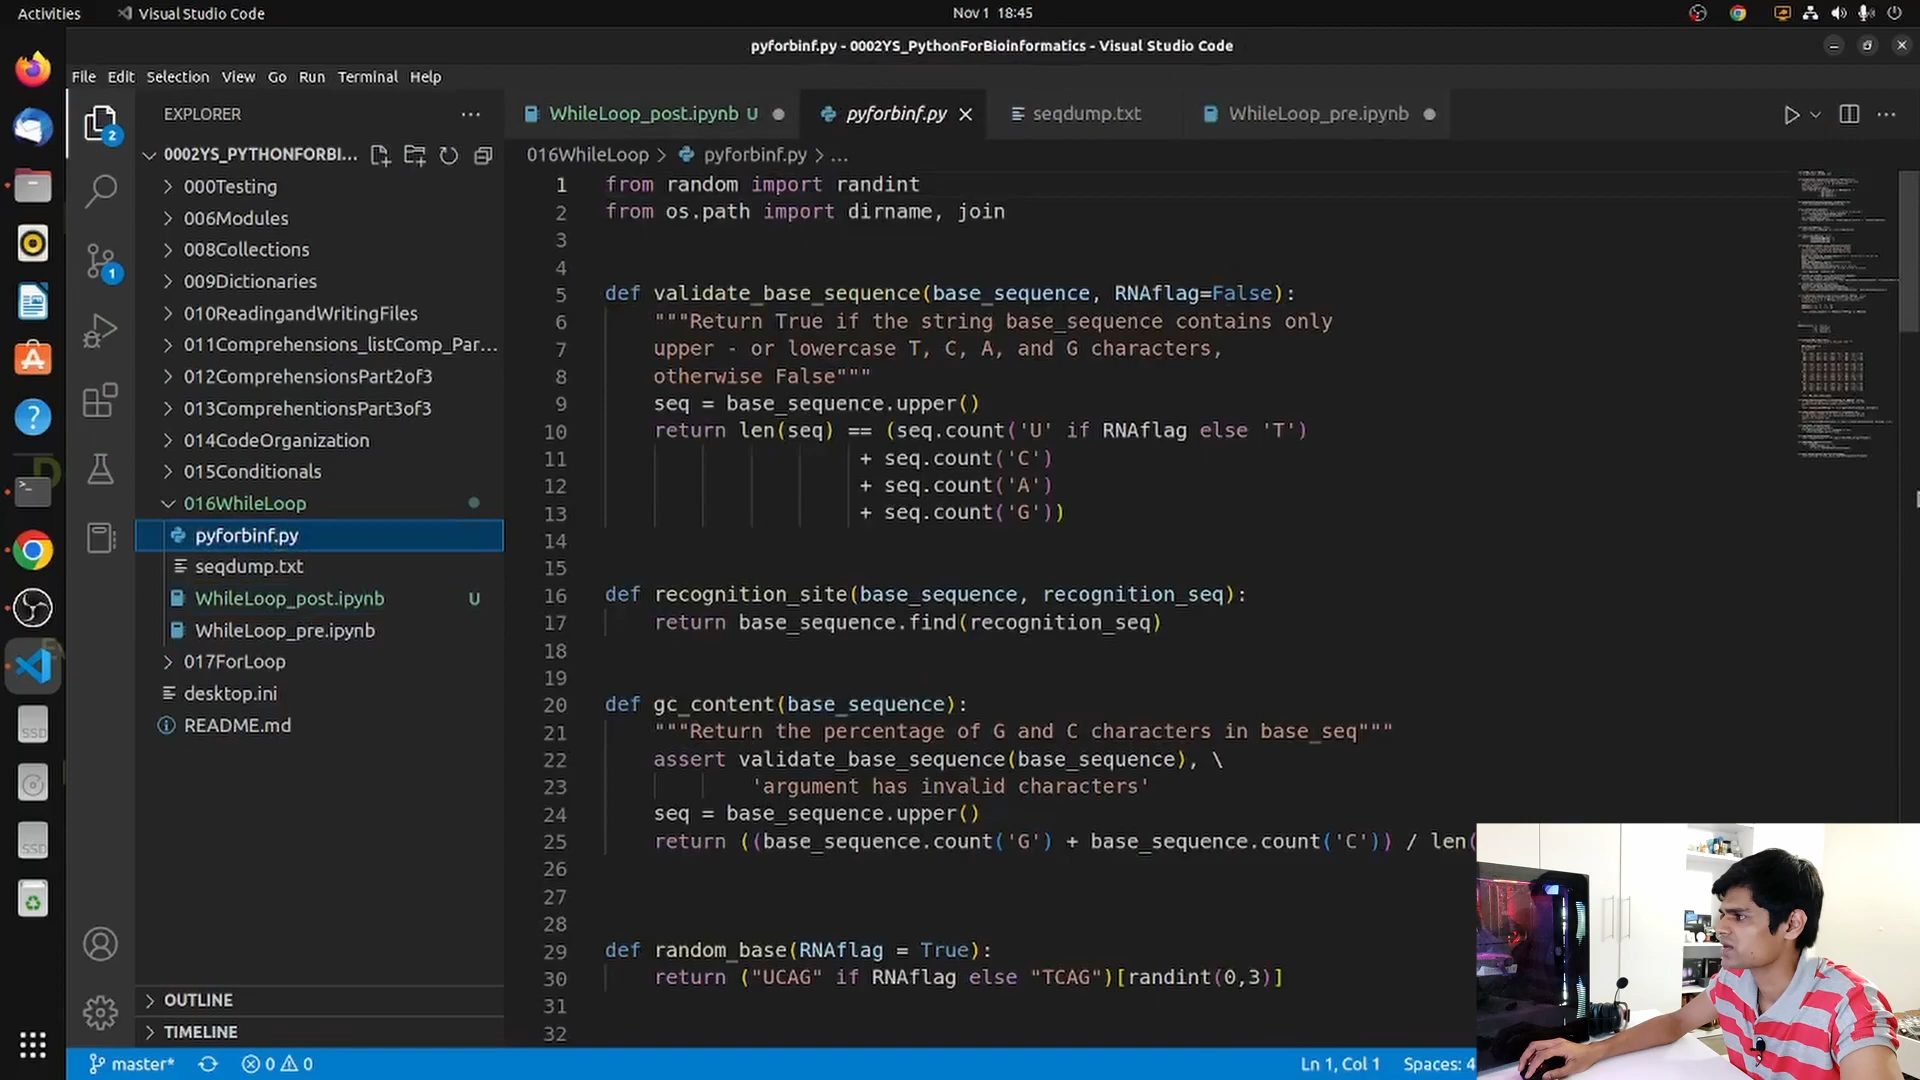 Activities
Visual Studio Code
Nov 1 18:45
pyforbinf.py - 0002YS_PythonForBioinformatics - Visual Studio Code
File Edit Selection View Go Run Terminal Help
EXPLORER
0002YS_PYTHONFORBI...
000Testing
006Modules
008Collections
009Dictionaries
010ReadingandWritingFiles
011Comprehensions_listComp_Par...
012ComprehensionsPart2of3
013ComprehentionsPart3of3
014CodeOrganization
015Conditionals
016WhileLoop
pyforbinf.py
seqdump.txt
WhileLoop_post.ipynb U
WhileLoop_pre.ipynb
017ForLoop
desktop.ini
README.md
OUTLINE
TIMELINE
2
1
WhileLoop_post.ipynb U
pyforbinf.py
seqdump.txt
WhileLoop_pre.ipynb
016WhileLoop > pyforbinf.py > ...
1 from random import randint
2 from os.path import dirname, join
3
4
5 def validate_base_sequence(base_sequence, RNAflag=False):
6 """Return True if the string base_sequence contains only
7 upper - or lowercase T, C, A, and G characters,
8 otherwise False"""
9 seq = base_sequence.upper()
10 return len(seq) == (seq.count('U' if RNAflag else 'T')
11 + seq.count('C')
12 + seq.count('A')
13 + seq.count('G'))
14
15
16 def recognition_site(base_sequence, recognition_seq):
17 return base_sequence.find(recognition_seq)
18
19
20 def gc_content(base_sequence):
21 """Return the percentage of G and C characters in base_seq"""
22 assert validate_base_sequence(base_sequence), \
23 'argument has invalid characters'
24 seq = base_sequence.upper()
25 return ((base_sequence.count('G') + base_sequence.count('C')) / len(
26
27
28
29 def random_base(RNAflag = True):
30 return ("UCAG" if RNAflag else "TCAG")[randint(0,3)]
31
32
master* 0 0
Ln 1, Col 1 Spaces: 4
SSD
SSD